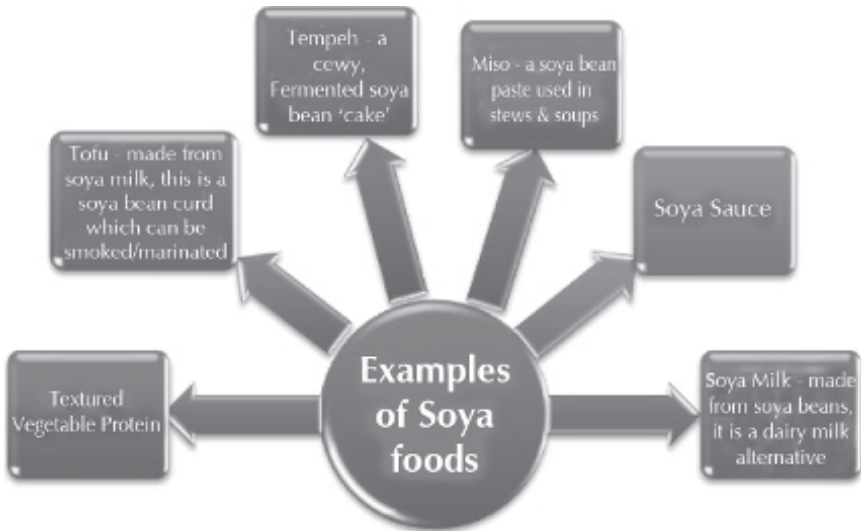 Tempeh - a
cewy,
Fermented soya
bean ‘cake’
Miso - a soya bean
paste used in
stews & soups
Tofu - made from
soya milk, this is a
soya bean curd
which can be
smoked/marinated
Soya Sauce
Examples
of Soya
foods
Textured
Vegetable Protein
Soya Milk - made
from soya beans,
it is a dairy milk
alternative